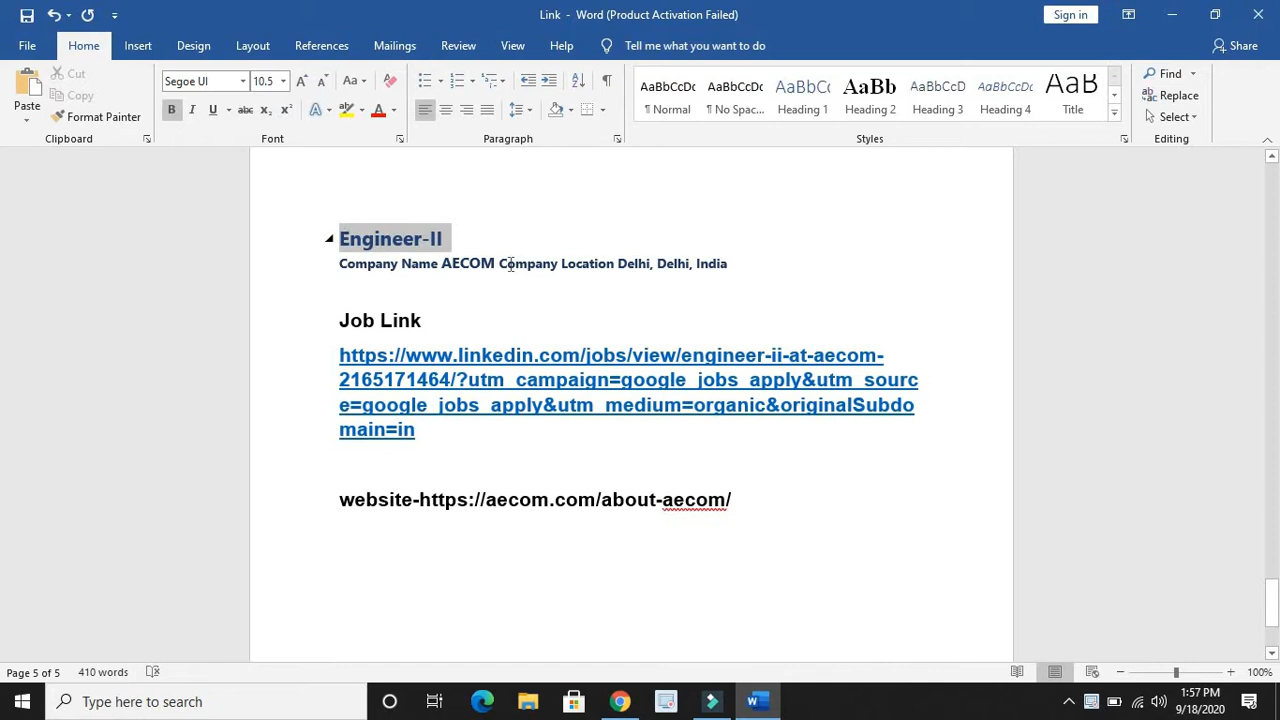 Link - Word (Product Activation Failed)
Sign in
File Home Insert Design Layout References Mailings Review View Help Tell me what you want to do Share
Paste
Cut
Copy
Format Painter
Clipboard
Segoe UI 10.5
Font
Paragraph
AaBbCcDc AaBbCcDc AaBbCc AaBb AaBbCcD AaBbCcDc AaB
¶ Normal ¶ No Spac... Heading 1 Heading 2 Heading 3 Heading 4 Title
Styles
Find
Replace
Select
Editing
Engineer-II
Company Name AECOM Company Location Delhi, Delhi, India
Job Link
https://www.linkedin.com/jobs/view/engineer-ii-at-aecom-
2165171464/?utm_campaign=google_jobs_apply&utm_sourc
e=google_jobs_apply&utm_medium=organic&originalSubdo
main=in
website-https://aecom.com/about-aecom/
Page 5 of 5 410 words 100%
Type here to search
1:57 PM
9/18/2020